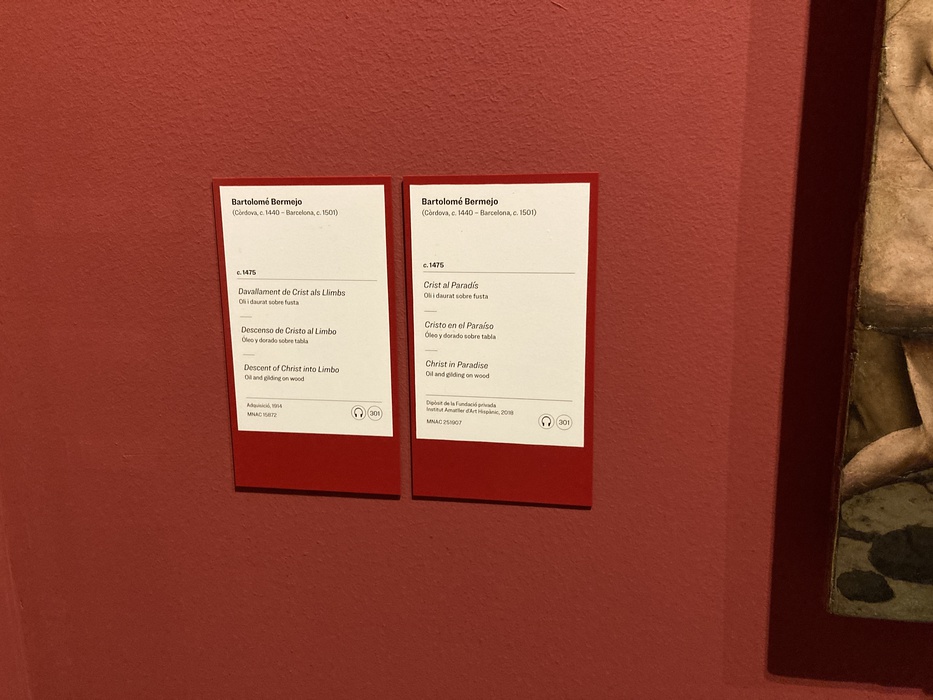 Bartolomé Bermejo
(Còrdova, c. 1440 – Barcelona, c. 1501)
c. 1475
Davallament de Crist als Llimbs
Oli i daurat sobre fusta
Descenso de Cristo al Limbo
Óleo y dorado sobre tabla
Descent of Christ into Limbo
Oil and gilding on wood
Adquisició, 1914
MNAC 15872
301
Bartolomé Bermejo
(Còrdova, c. 1440 – Barcelona, c. 1501)
c. 1475
Crist al Paradís
Oli i daurat sobre fusta
Cristo en el Paraíso
Óleo y dorado sobre tabla
Christ in Paradise
Oil and gilding on wood
Dipòsit de la Fundació privada
Institut Amatller d'Art Hispànic, 2018
MNAC 251907
301